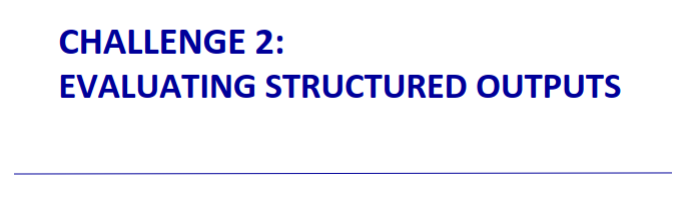 CHALLENGE 2:
EVALUATING STRUCTURED OUTPUTS